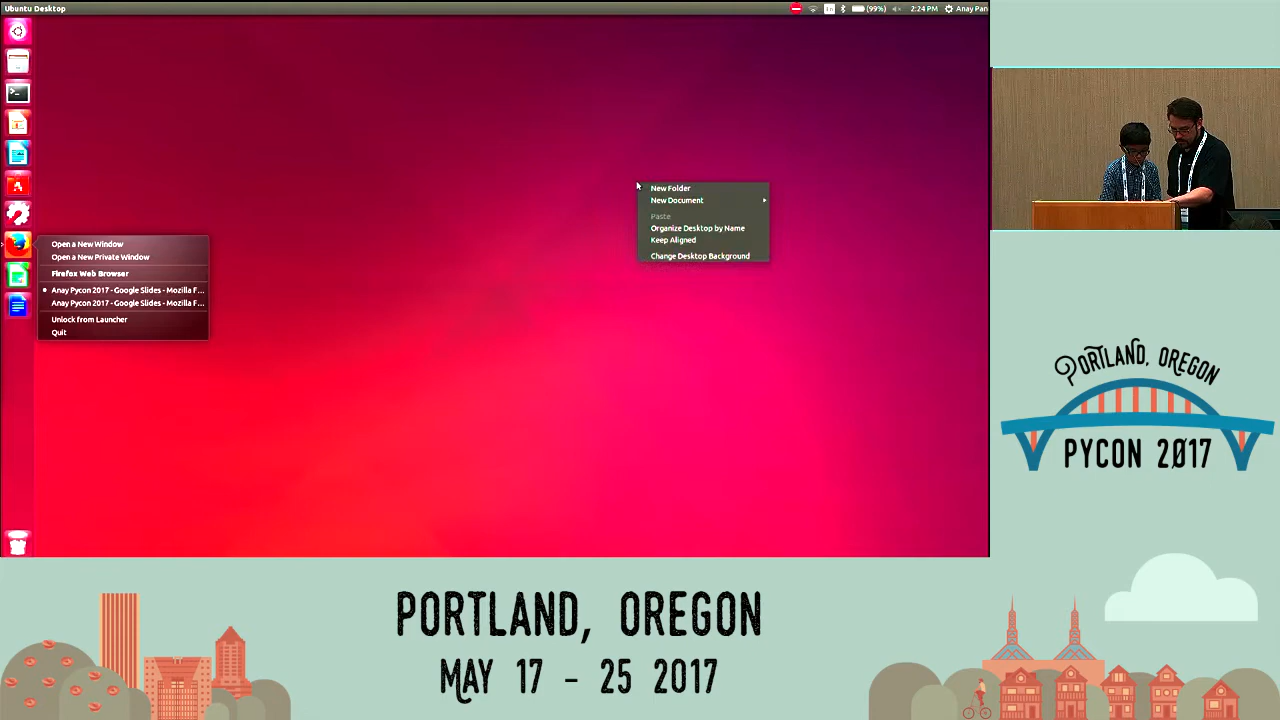 Ubuntu Desktop
En
(99%)
2:24 PM
Anay Pan
New Folder
New Document
Paste
Organize Desktop by Name
Keep Aligned
Change Desktop Background
Open a New Window
Open a New Private Window
Firefox Web Browser
Anay Pycon 2017 - Google Slides - Mozilla F...
Anay Pycon 2017 - Google Slides - Mozilla F...
Unlock from Launcher
Quit
PORTLAND, OREGON
PYCON 2017
PORTLAND, OREGON
MAY 17 - 25 2017